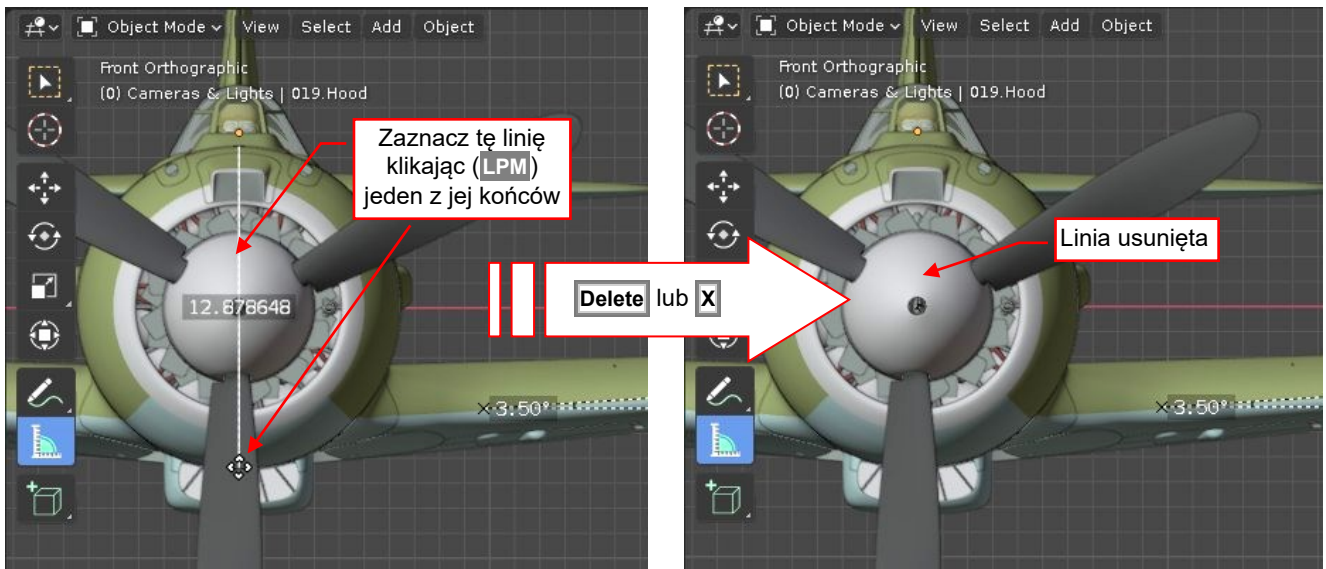 Object Mode View Select Add Object
Front Orthographic
(0) Cameras & Lights | 019.Hood
Zaznacz tę linię
klikając (LPM)
jeden z jej końców
12.878648
3.50°
Delete lub X
Object Mode View Select Add Object
Front Orthographic
(0) Cameras & Lights | 019.Hood
Linia usunięta
3.50°